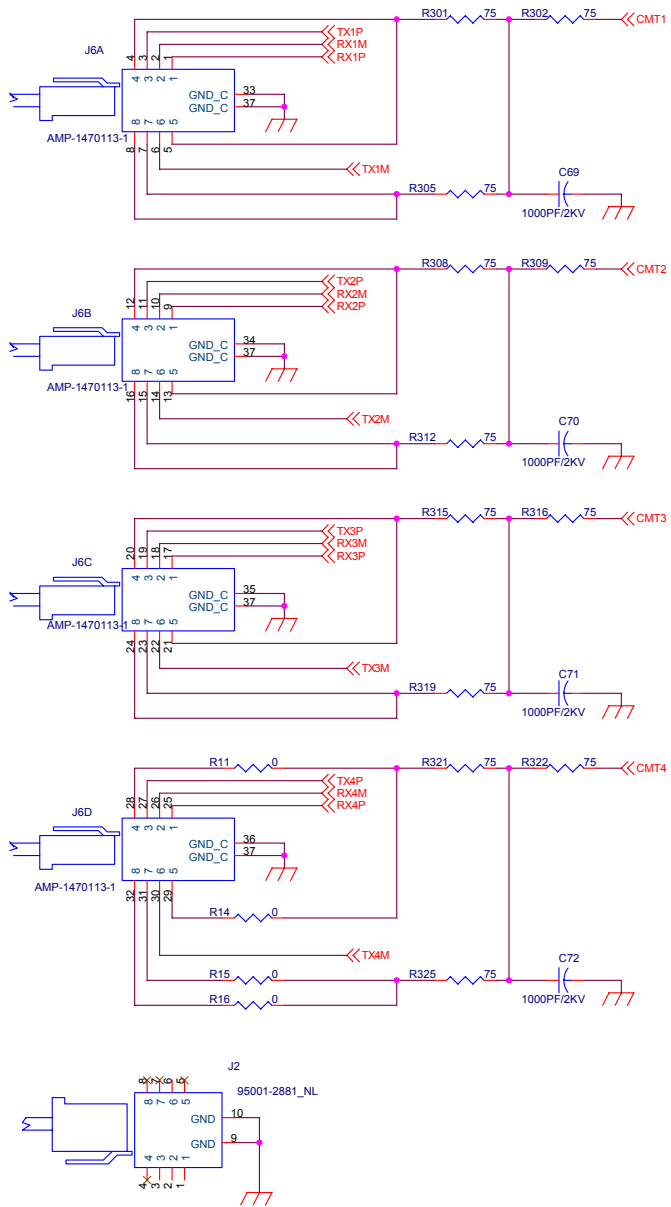 R301 75 R302 75 CMT1
J6A
TX1P
RX1M
RX1P
4 3 2 1
4 3 2 1
GND_C 33
GND_C 37
8 7 6 5
AMP-1470113-1
8 7 6 5
TX1M
C69
R305 75
1000PF/2KV
R308 75 R309 75 CMT2
J6B
TX2P
RX2M
RX2P
12 11 10 9
4 3 2 1
GND_C 34
GND_C 37
8 7 6 5
AMP-1470113-1
16 15 14 13
TX2M
C70
R312 75
1000PF/2KV
R315 75 R316 75 CMT3
J6C
TX3P
RX3M
RX3P
20 19 18 17
4 3 2 1
GND_C 35
GND_C 37
8 7 6 5
AMP-1470113-1
24 23 22 21
TX3M
C71
R319 75
1000PF/2KV
R11 0 R321 75 R322 75 CMT4
J6D
TX4P
RX4M
RX4P
28 27 26 25
4 3 2 1
GND_C 36
GND_C 37
8 7 6 5
AMP-1470113-1
32 31 30 29
R14 0
TX4M
C72
R15 0 R325 75
1000PF/2KV
R16 0
J2
95001-2881_NL
8 7 6 5
8 7 6 5
GND 10
GND 9
4 3 2 1
4 3 2 1